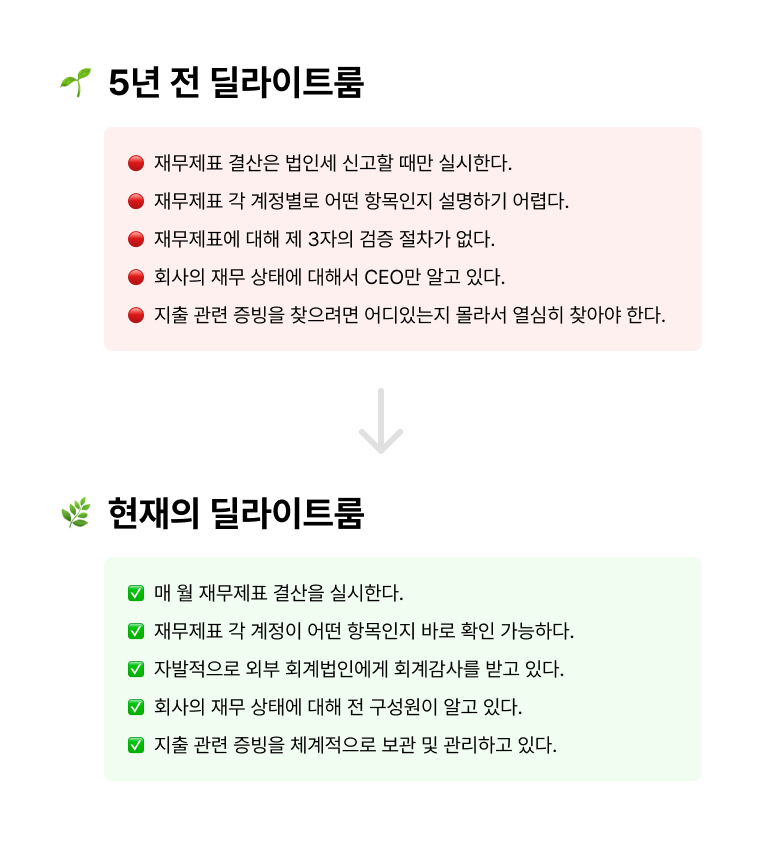 5년 전 딜라이트룸
재무제표 결산은 법인세 신고할 때만 실시한다.
재무제표 각 계정별로 어떤 항목인지 설명하기 어렵다.
재무제표에 대해 제 3자의 검증 절차가 없다.
회사의 재무 상태에 대해서 CEO만 알고 있다.
지출 관련 증빙을 찾으려면 어디있는지 몰라서 열심히 찾아야 한다.
현재의 딜라이트룸
매 월 재무제표 결산을 실시한다.
재무제표 각 계정이 어떤 항목인지 바로 확인 가능하다.
자발적으로 외부 회계법인에게 회계감사를 받고 있다.
회사의 재무 상태에 대해 전 구성원이 알고 있다.
지출 관련 증빙을 체계적으로 보관 및 관리하고 있다.